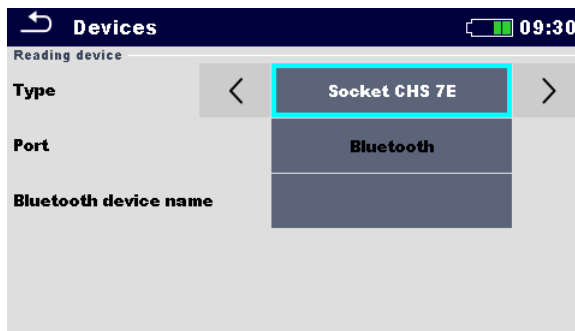 Devices 09:30
Reading device
Type < Socket CHS 7E >
Port Bluetooth
Bluetooth device name